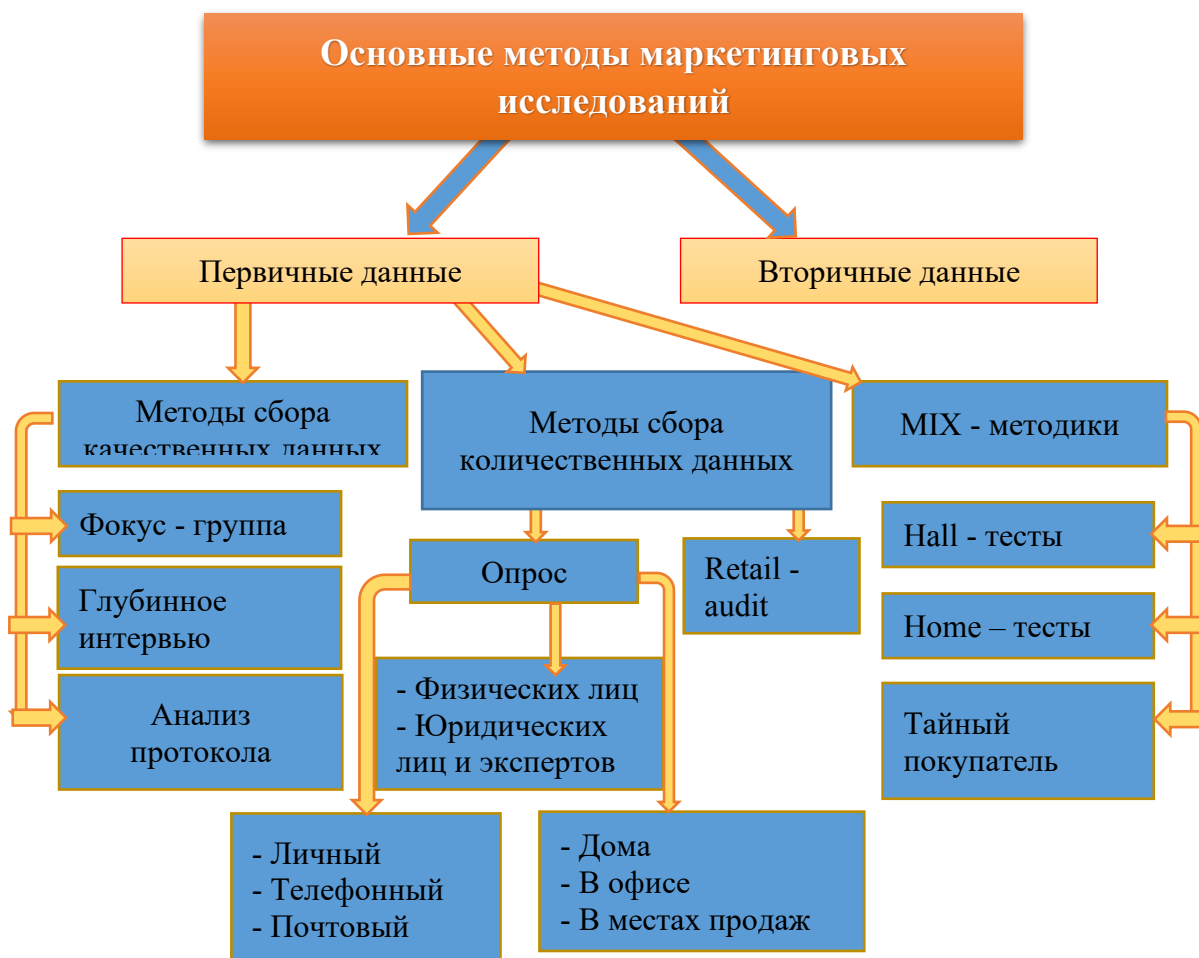 Основные методы маркетинговых
исследований
Первичные данные
Вторичные данные
Методы сбора
качественных данных
Методы сбора
количественных данных
MIX - методики
Фокус - группа
Глубинное
интервью
Анализ
протокола
Опрос
Retail -
audit
Hall - тесты
Home – тесты
Тайный
покупатель
- Физических лиц
- Юридических
лиц и экспертов
- Личный
- Телефонный
- Почтовый
- Дома
- В офисе
- В местах продаж